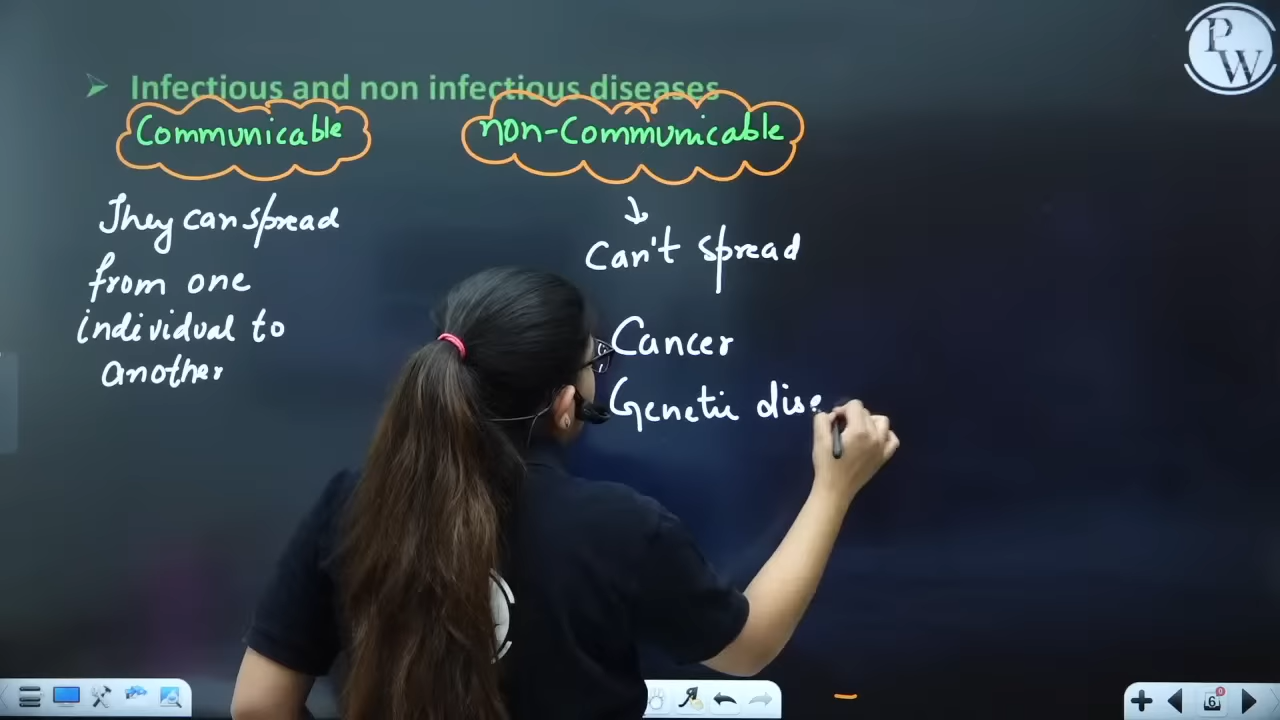 PW
➤ Infectious and non infectious diseases
Communicable
non-Communicable
They can spread
from one
individual to
another
↓
Can't spread
Cancer
Genetic dise
6